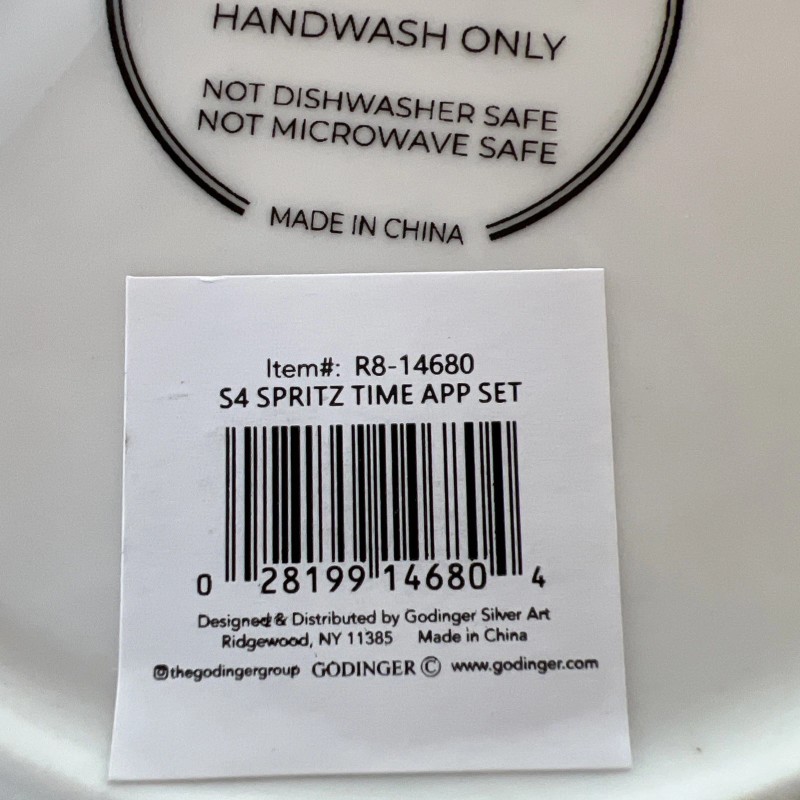 HANDWASH ONLY
NOT DISHWASHER SAFE
NOT MICROWAVE SAFE
MADE IN CHINA
Item#: R8-14680
S4 SPRITZ TIME APP SET
0 28199 14680 4
Designed & Distributed by Godinger Silver Art
Ridgewood, NY 11385 Made in China
thegodingergroup GODINGER © www.godinger.com